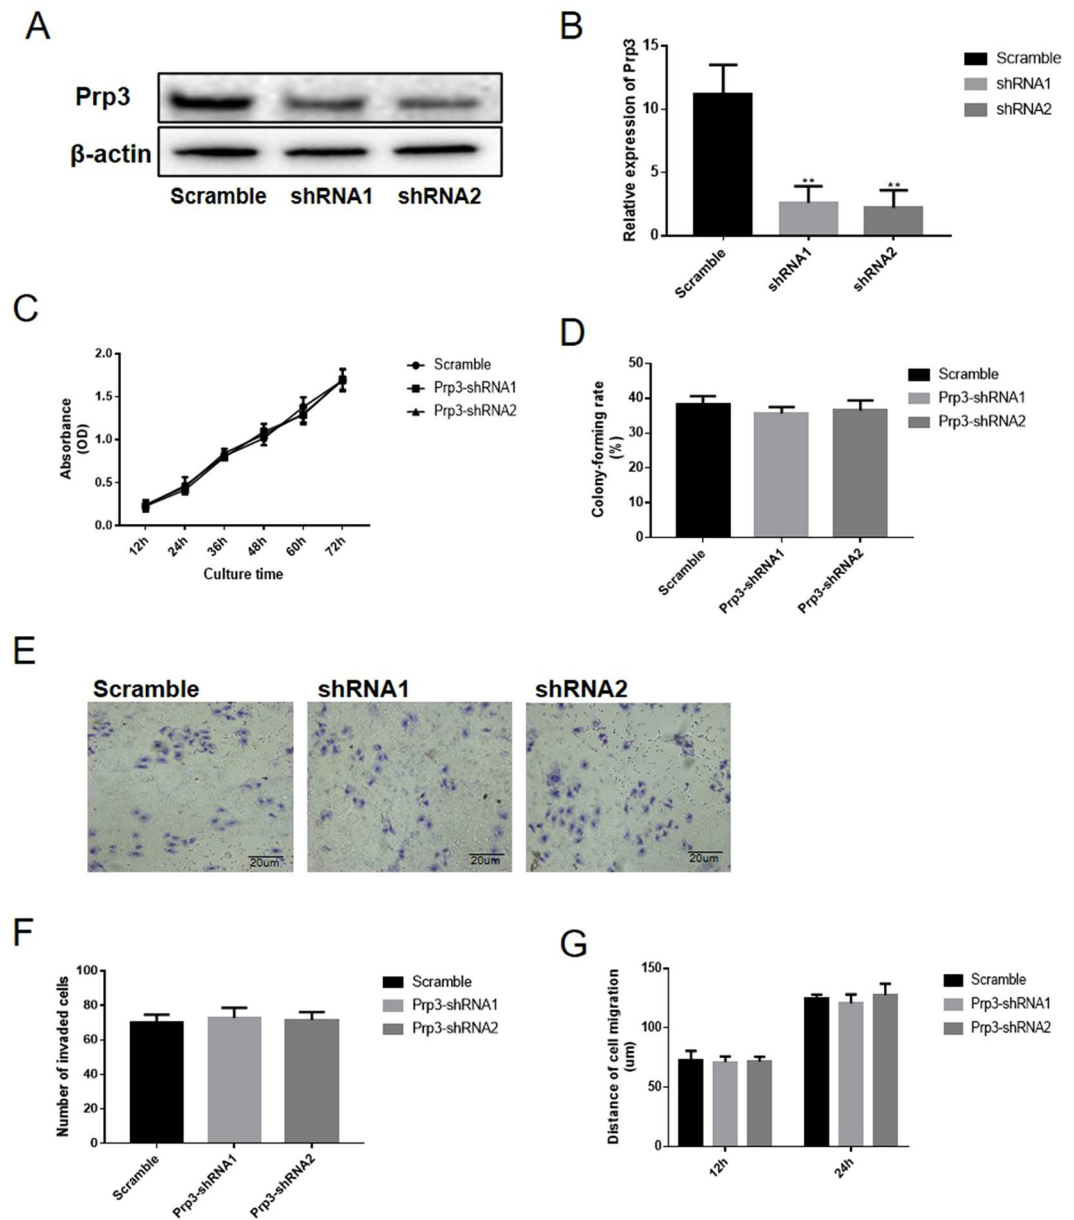 A
Prp3
β-actin
Scramble shRNA1 shRNA2
B
Relative expression of Prp3
15
10
5
0
** **
Scramble
shRNA1
shRNA2
Scramble
shRNA1
shRNA2
C
Absorbance
(OD)
2.0
1.5
1.0
0.5
0.0
12h
24h
36h
48h
60h
72h
Culture time
Scramble
Prp3-shRNA1
Prp3-shRNA2
D
Colony-forming rate
(%)
50
40
30
20
10
0
Scramble
Prp3-shRNA1
Prp3-shRNA2
Scramble
Prp3-shRNA1
Prp3-shRNA2
E
Scramble shRNA1 shRNA2
20um 20um 20um
F
Number of invaded cells
100
80
60
40
20
0
Scramble
Prp3-shRNA1
Prp3-shRNA2
Scramble
Prp3-shRNA1
Prp3-shRNA2
G
Distance of cell migration
(um)
150
100
50
0
12h
24h
Scramble
Prp3-shRNA1
Prp3-shRNA2